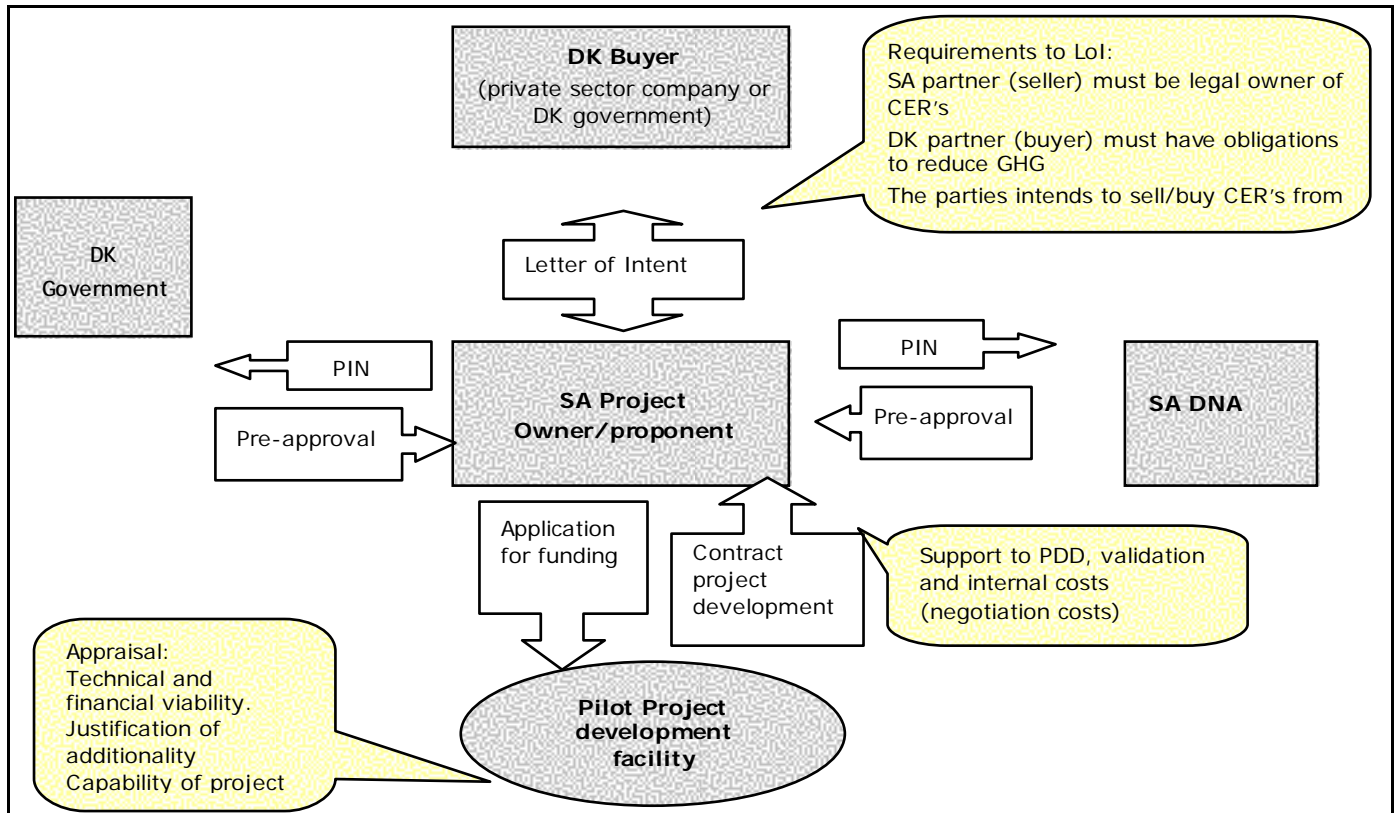 DK Buyer
(private sector company or
DK government)
Requirements to LoI:
SA partner (seller) must be legal owner of
CER's
DK partner (buyer) must have obligations
to reduce GHG
The parties intends to sell/buy CER's from
DK
Government
Letter of Intent
PIN
PIN
SA Project
Owner/proponent
SA DNA
Pre-approval
Pre-approval
Application
for funding
Contract
project
development
Support to PDD, validation
and internal costs
(negotiation costs)
Appraisal:
Technical and
financial viability.
Justification of
additionality
Capability of project
Pilot Project
development
facility